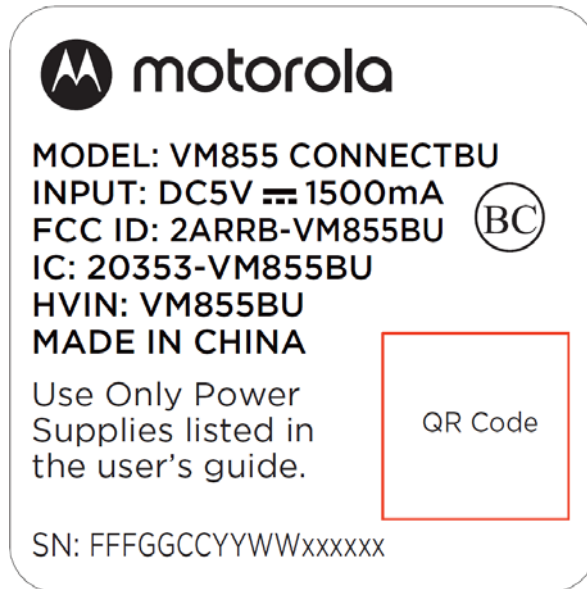 motorola
MODEL: VM855 CONNECTBU
INPUT: DC5V ⎓ 1500mA
FCC ID: 2ARRB-VM855BU
BC
IC: 20353-VM855BU
HVIN: VM855BU
MADE IN CHINA
Use Only Power
Supplies listed in
the user's guide.
QR Code
SN: FFFGGCCYYWWxxxxxx